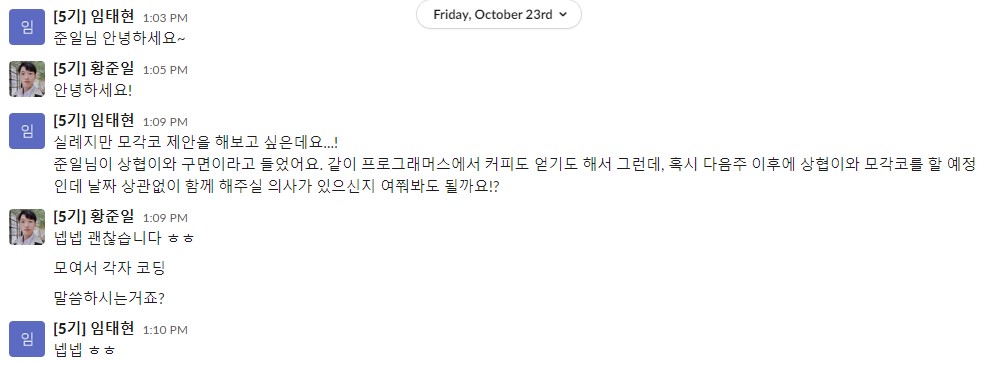 Friday, October 23rd
임
[5기] 임태현 1:03 PM
준일님 안녕하세요~
[5기] 황준일 1:05 PM
안녕하세요!
임
[5기] 임태현 1:09 PM
실례지만 모각코 제안을 해보고 싶은데요...!
준일님이 상협이와 구면이라고 들었어요. 같이 프로그래머스에서 커피도 얻기도 해서 그런데, 혹시 다음주 이후에 상협이와 모각코를 할 예정
인데 날짜 상관없이 함께 해주실 의사가 있으신지 여쭤봐도 될까요!?
[5기] 황준일 1:09 PM
넵넵 괜찮습니다 ㅎㅎ
모여서 각자 코딩
말씀하시는거죠?
임
[5기] 임태현 1:10 PM
넵넵 ㅎㅎ